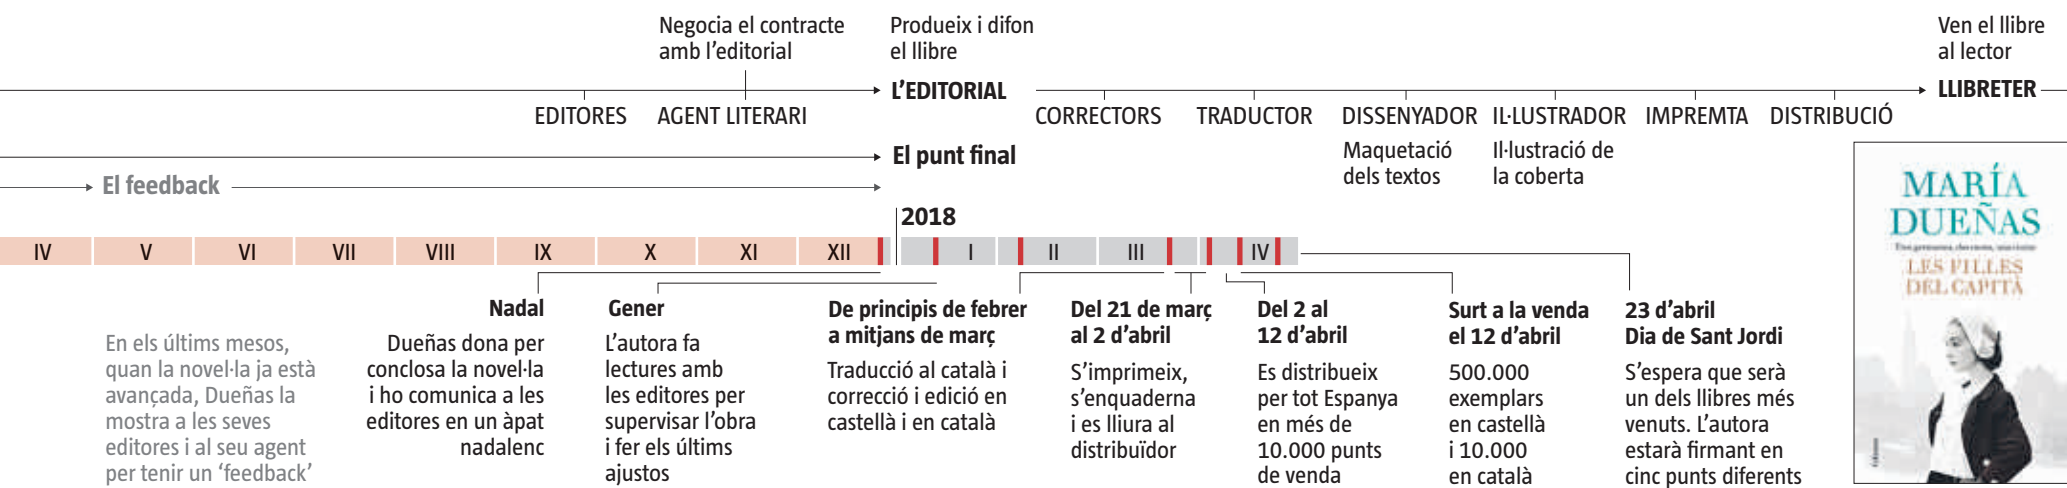 Negocia el contracte
amb l'editorial
Produeix i difon
el llibre
Ven el llibre
al lector
L'EDITORIAL
LLIBRETER
EDITORES
AGENT LITERARI
CORRECTORS
TRADUCTOR
DISSENYADOR
IL·LUSTRADOR
IMPREMTA
DISTRIBUCIÓ
Maquetació
dels textos
Il·lustració de
la coberta
El punt final
El feedback
2018
IV V VI VII VIII IX X XI XII I II III IV
En els últims mesos,
quan la novel·la ja està
avançada, Dueñas la
mostra a les seves
editores i al seu agent
per tenir un 'feedback'
Nadal
Dueñas dona per
conclosa la novel·la
i ho comunica a les
editores en un àpat
nadalenc
Gener
L'autora fa
lectures amb
les editores per
supervisar l'obra
i fer els últims
ajustos
De principis de febrer
a mitjans de març
Traducció al català i
correcció i edició en
castellà i en català
Del 21 de març
al 2 d'abril
S'imprimeix,
s'enquaderna
i es lliura al
distribuïdor
Del 2 al
12 d'abril
Es distribueix
per tot Espanya
en més de
10.000 punts
de venda
Surt a la venda
el 12 d'abril
500.000
exemplars
en castellà
i 10.000
en català
23 d'abril
Dia de Sant Jordi
S'espera que serà
un dels llibres més
venuts. L'autora
estarà firmant en
cinc punts diferents
MARÍA
DUEÑAS
LES FILLES
DEL CAPITÀ